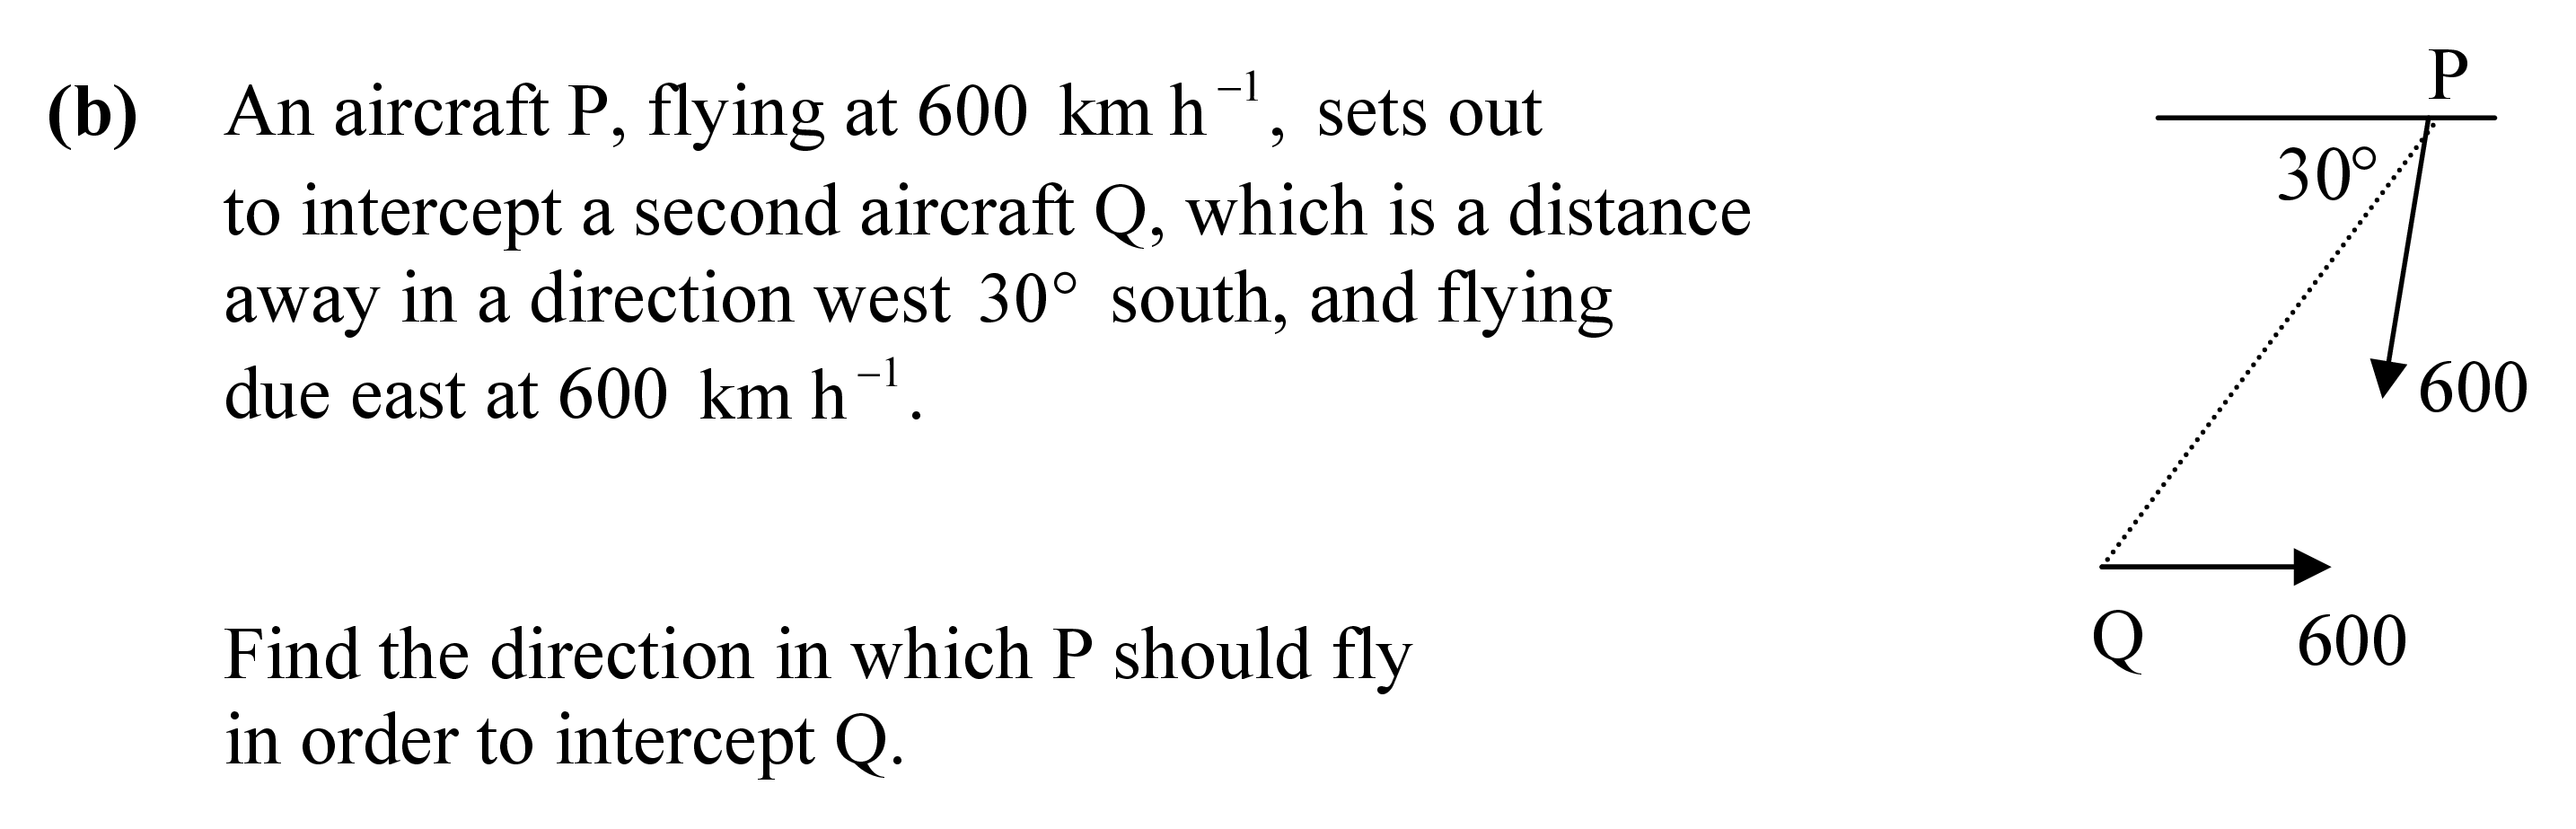 (b) An aircraft P, flying at 600 km h⁻¹, sets out
to intercept a second aircraft Q, which is a distance
away in a direction west 30° south, and flying
due east at 600 km h⁻¹.
Find the direction in which P should fly
in order to intercept Q.
P
30°
600
Q 600